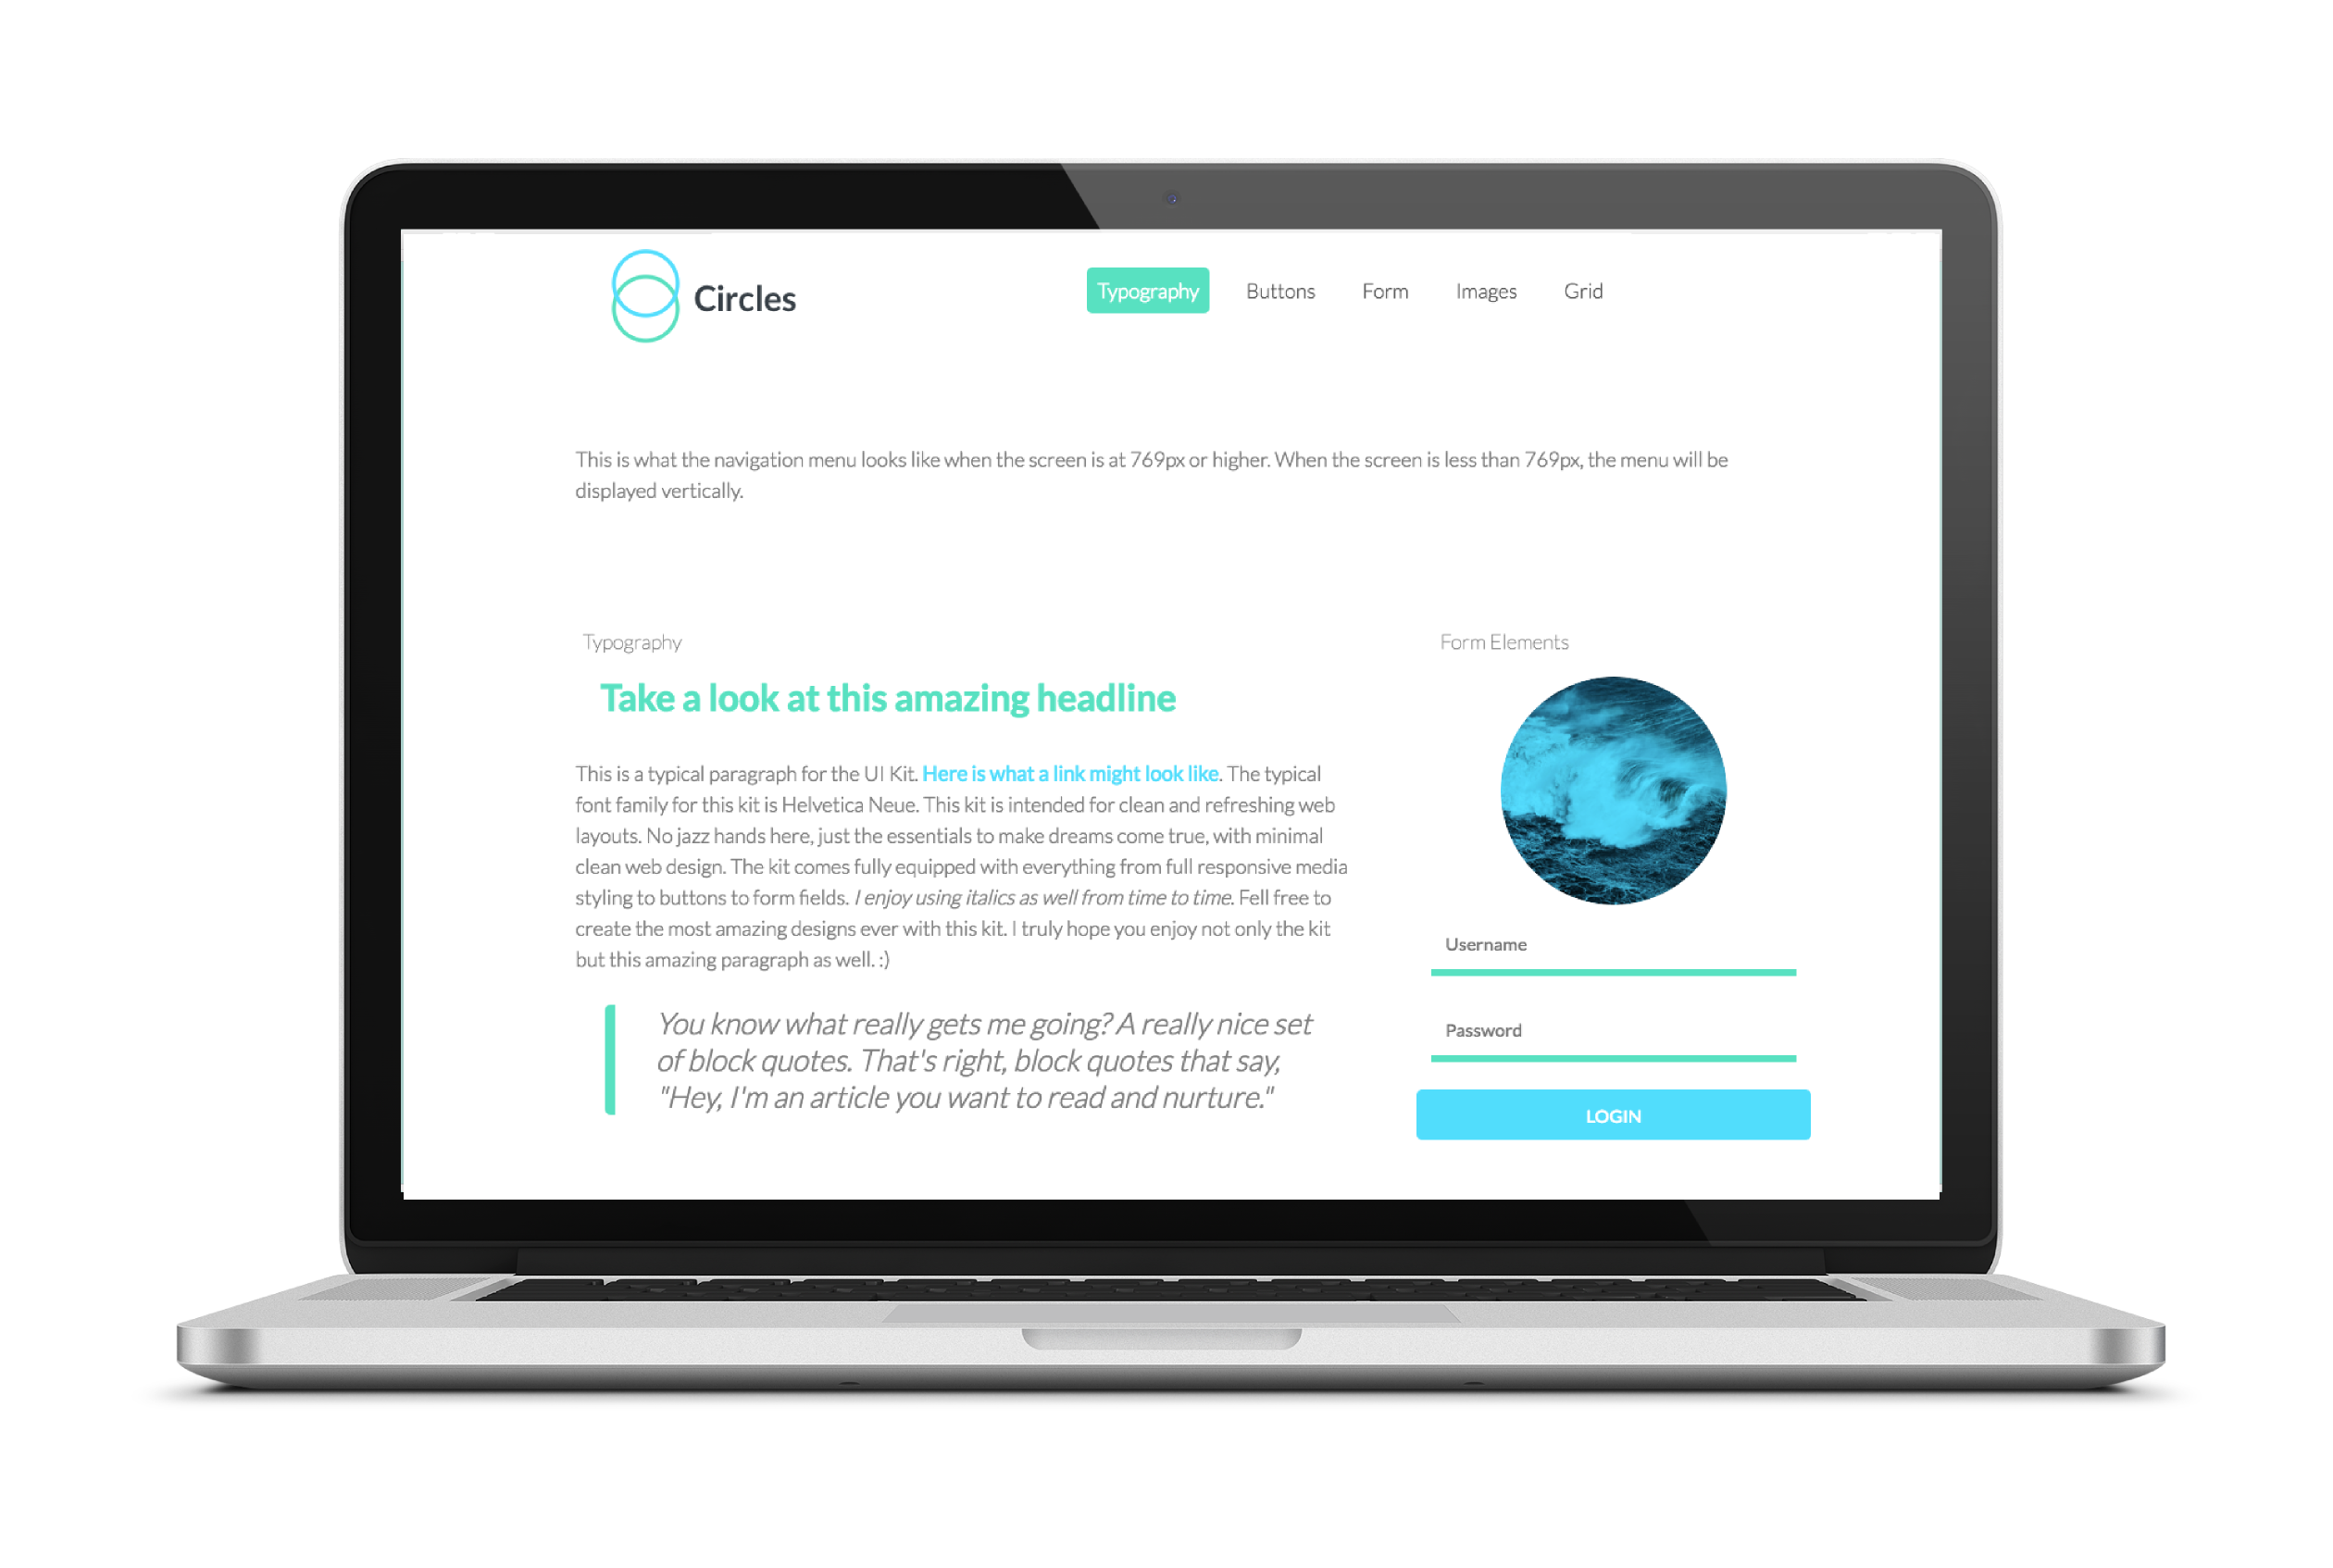 Circles
Typography
Buttons
Form
Images
Grid
This is what the navigation menu looks like when the screen is at 769px or higher. When the screen is less than 769px, the menu will be
displayed vertically.
Typography
Take a look at this amazing headline
This is a typical paragraph for the UI Kit. Here is what a link might look like. The typical
font family for this kit is Helvetica Neue. This kit is intended for clean and refreshing web
layouts. No jazz hands here, just the essentials to make dreams come true, with minimal
clean web design. The kit comes fully equipped with everything from full responsive media
styling to buttons to form fields. I enjoy using italics as well from time to time. Fell free to
create the most amazing designs ever with this kit. I truly hope you enjoy not only the kit
but this amazing paragraph as well. :)
You know what really gets me going? A really nice set
of block quotes. That's right, block quotes that say,
"Hey, I'm an article you want to read and nurture."
Form Elements
Username
Password
LOGIN